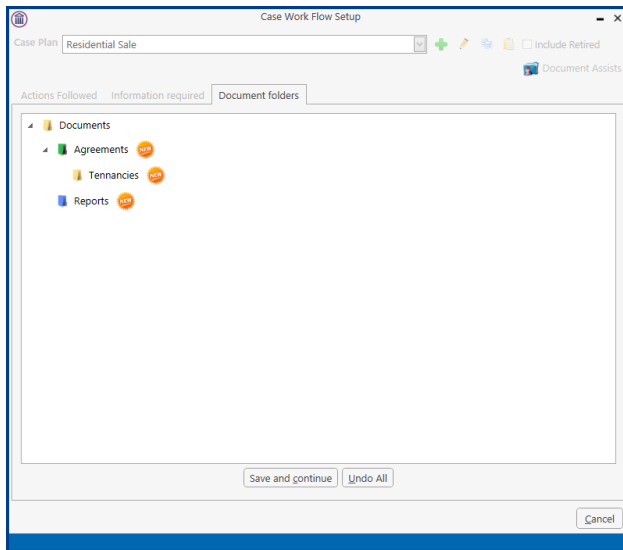 Case Work Flow Setup
Case Plan Residential Sale Include Retired
Document Assists
Actions Followed Information required Document folders
Documents
Agreements NEW
Tennancies NEW
Reports NEW
Save and continue Undo All
Cancel